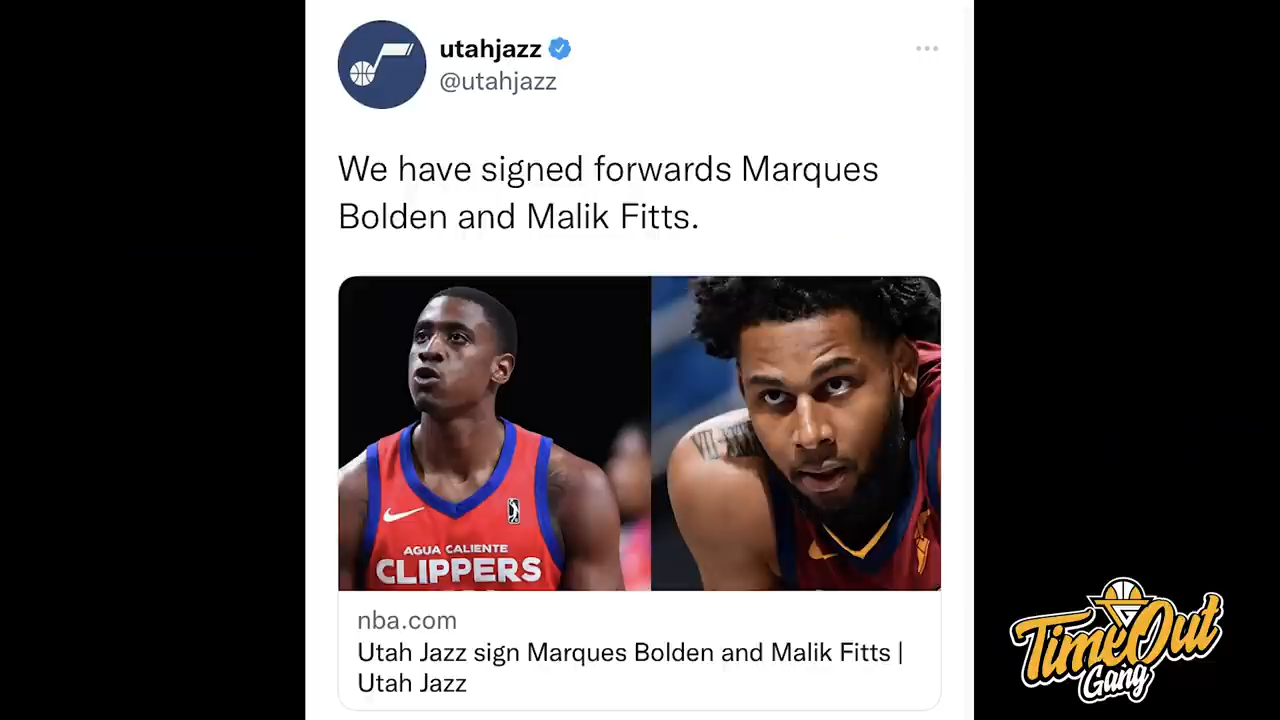 utahjazz
@utahjazz
We have signed forwards Marques
Bolden and Malik Fitts.
AGUA CALIENTE
CLIPPERS
nba.com
Utah Jazz sign Marques Bolden and Malik Fitts |
Utah Jazz
TimeOut
Gang